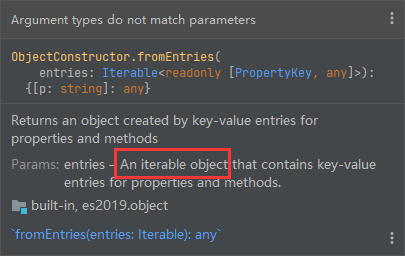 Argument types do not match parameters
ObjectConstructor.fromEntries(
entries: Iterable<readonly [PropertyKey, any]>):
{[p: string]: any}
Returns an object created by key-value entries for
properties and methods
Params: entries – An iterable object that contains key-value
entries for properties and methods.
built-in, es2019.object
`fromEntries(entries: Iterable): any`